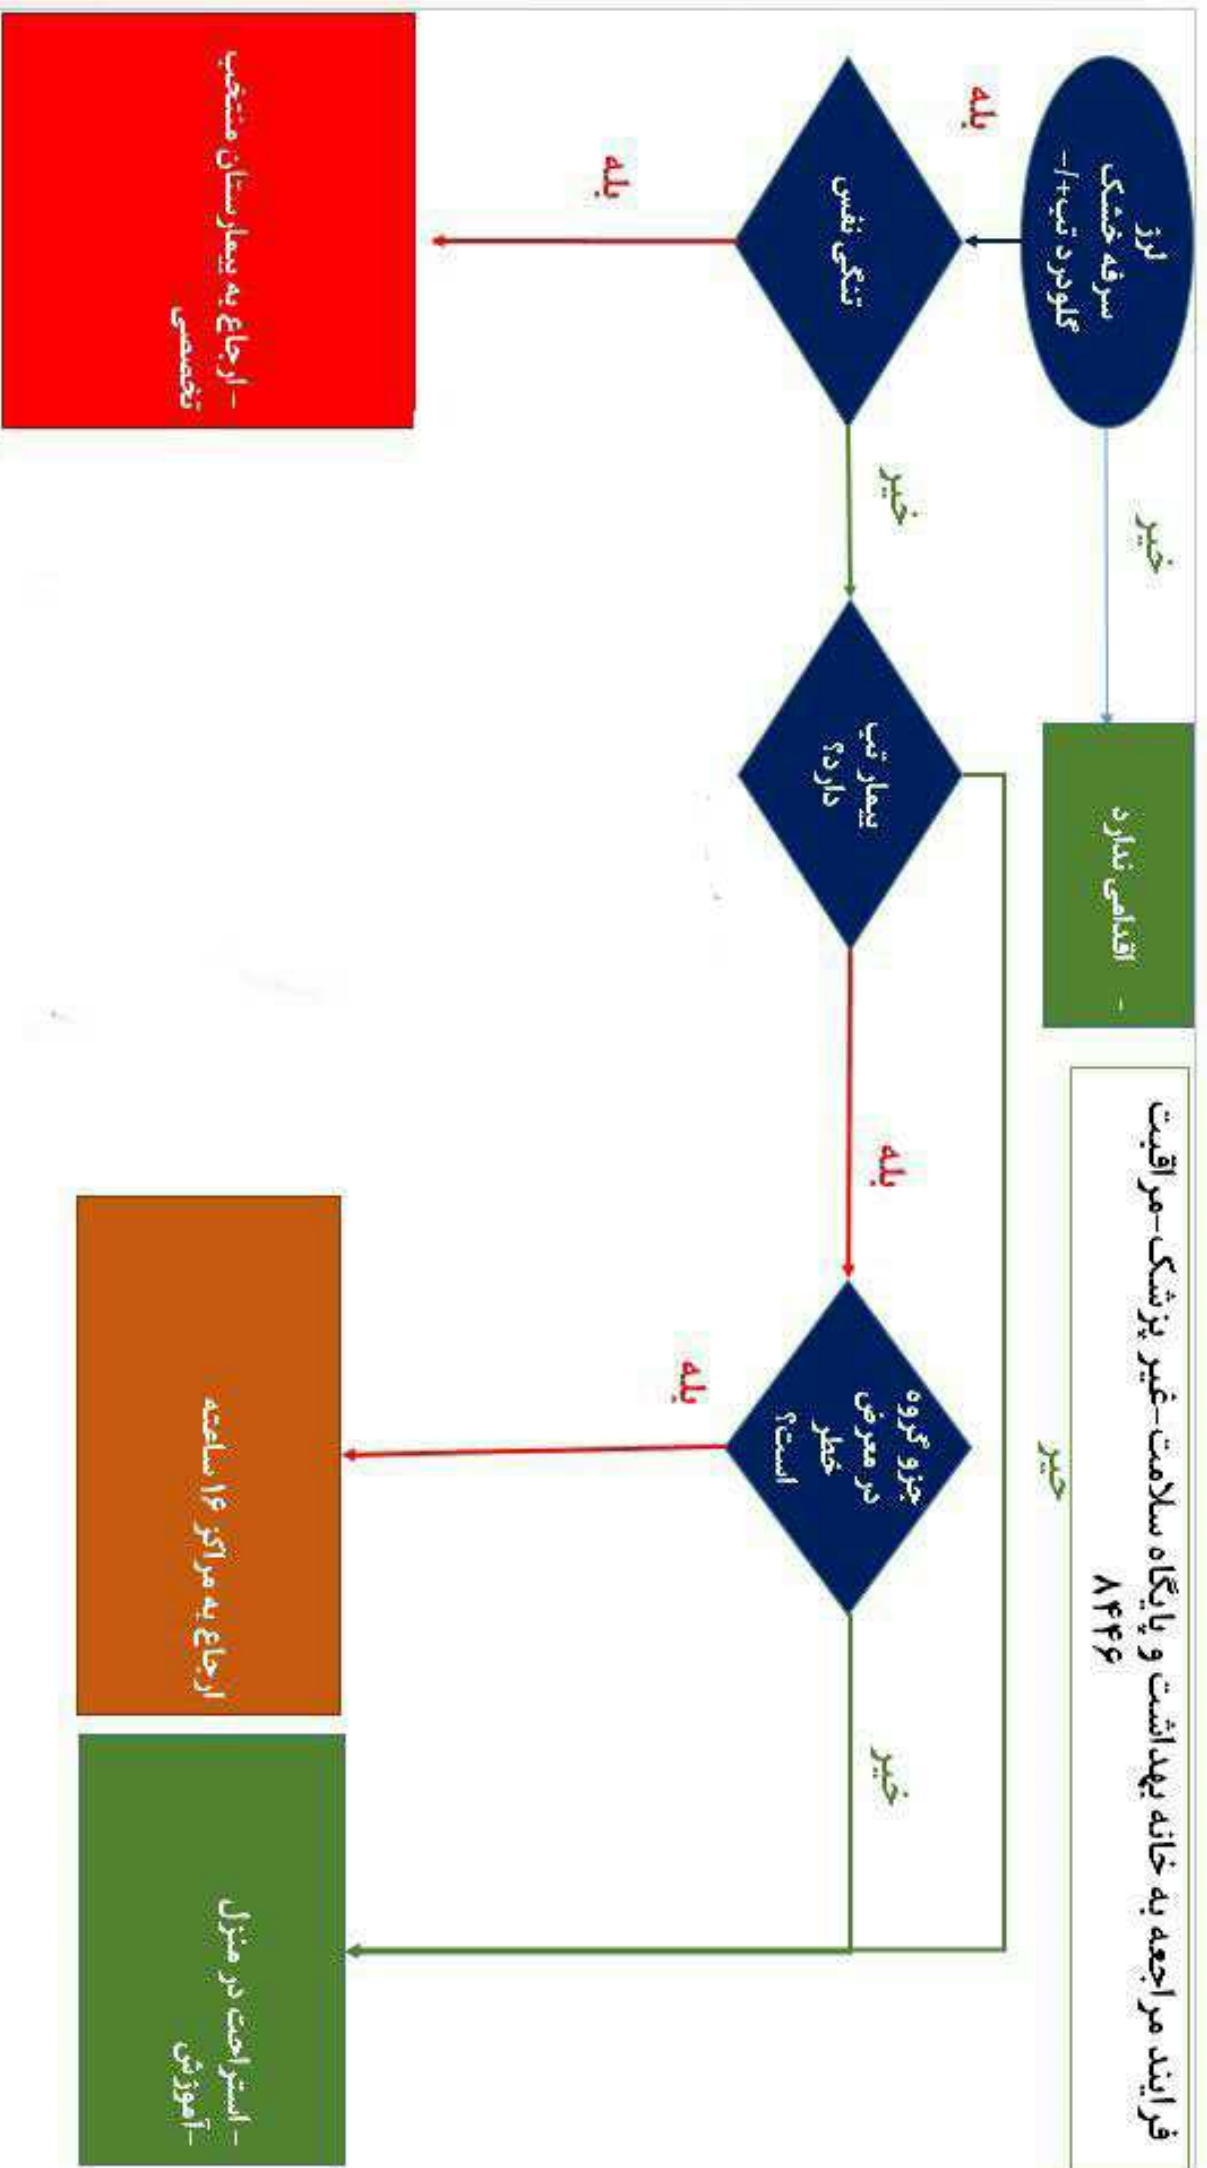 فرایند مراجعه به خانه بهداشت و پایگاه سلامت-غیر پزشک-مراقبت
۸۴۴۶
لرز
سرفه خشک
گلودرد تب+/-
خیر
- اقدامی ندارد
بله
تنگی نفس
خیر
بیمار تب
دارد؟
خیر
بله
جزو گروه
در معرض
خطر
است؟
خیر
بله
- ارجاع به بیمارستان منتخب
تخصصی
بله
ارجاع به مراکز ۱۶ ساعته
- استراحت در منزل
-آموزش